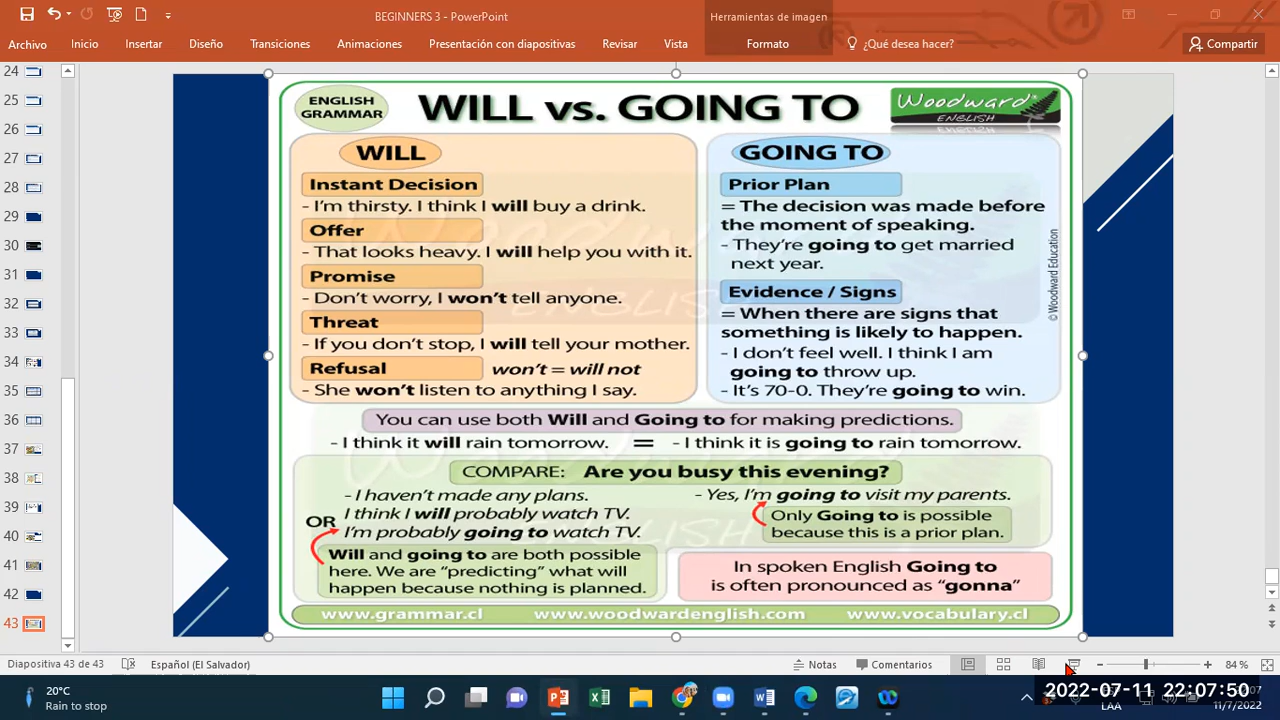 BEGINNERS 3 - PowerPoint
Herramientas de imagen
Archivo Inicio Insertar Diseño Transiciones Animaciones Presentación con diapositivas Revisar Vista Formato ¿Qué desea hacer? Compartir
24
25
26
27
28
29
30
31
32
33
34
35
36
37
38
39
40
41
42
43
ENGLISH
GRAMMAR
WILL vs. GOING TO
Woodward®
ENGLISH
WILL
Instant Decision
- I'm thirsty. I think I will buy a drink.
Offer
- That looks heavy. I will help you with it.
Promise
- Don't worry, I won't tell anyone.
Threat
- If you don't stop, I will tell your mother.
Refusal won't = will not
- She won't listen to anything I say.
GOING TO
Prior Plan
= The decision was made before
the moment of speaking.
- They're going to get married
next year.
Evidence / Signs
= When there are signs that
something is likely to happen.
- I don't feel well. I think I am
going to throw up.
- It's 70-0. They're going to win.
© Woodward Education
You can use both Will and Going to for making predictions.
- I think it will rain tomorrow. = - I think it is going to rain tomorrow.
COMPARE: Are you busy this evening?
- I haven't made any plans.
I think I will probably watch TV.
OR
I'm probably going to watch TV.
Will and going to are both possible
here. We are "predicting" what will
happen because nothing is planned.
- Yes, I'm going to visit my parents.
Only Going to is possible
because this is a prior plan.
In spoken English Going to
is often pronounced as "gonna"
www.grammar.cl www.woodwardenglish.com www.vocabulary.cl
Diapositiva 43 de 43 Español (El Salvador) Notas Comentarios 84 %
20°C
Rain to stop
2022-07-11 22:07:50
LAA
11/7/2022